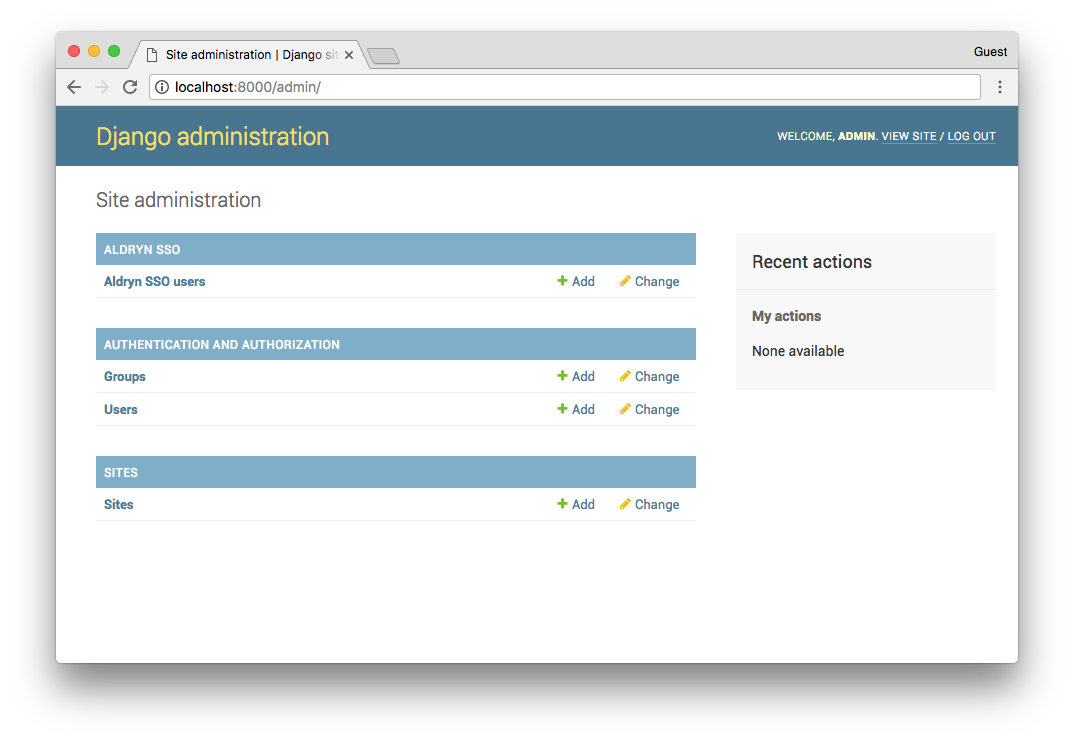 Site administration | Django sit
Guest
localhost:8000/admin/
Django administration
WELCOME, ADMIN. VIEW SITE / LOG OUT
Site administration
ALDRYN SSO
Aldryn SSO users Add Change
AUTHENTICATION AND AUTHORIZATION
Groups Add Change
Users Add Change
SITES
Sites Add Change
Recent actions
My actions
None available